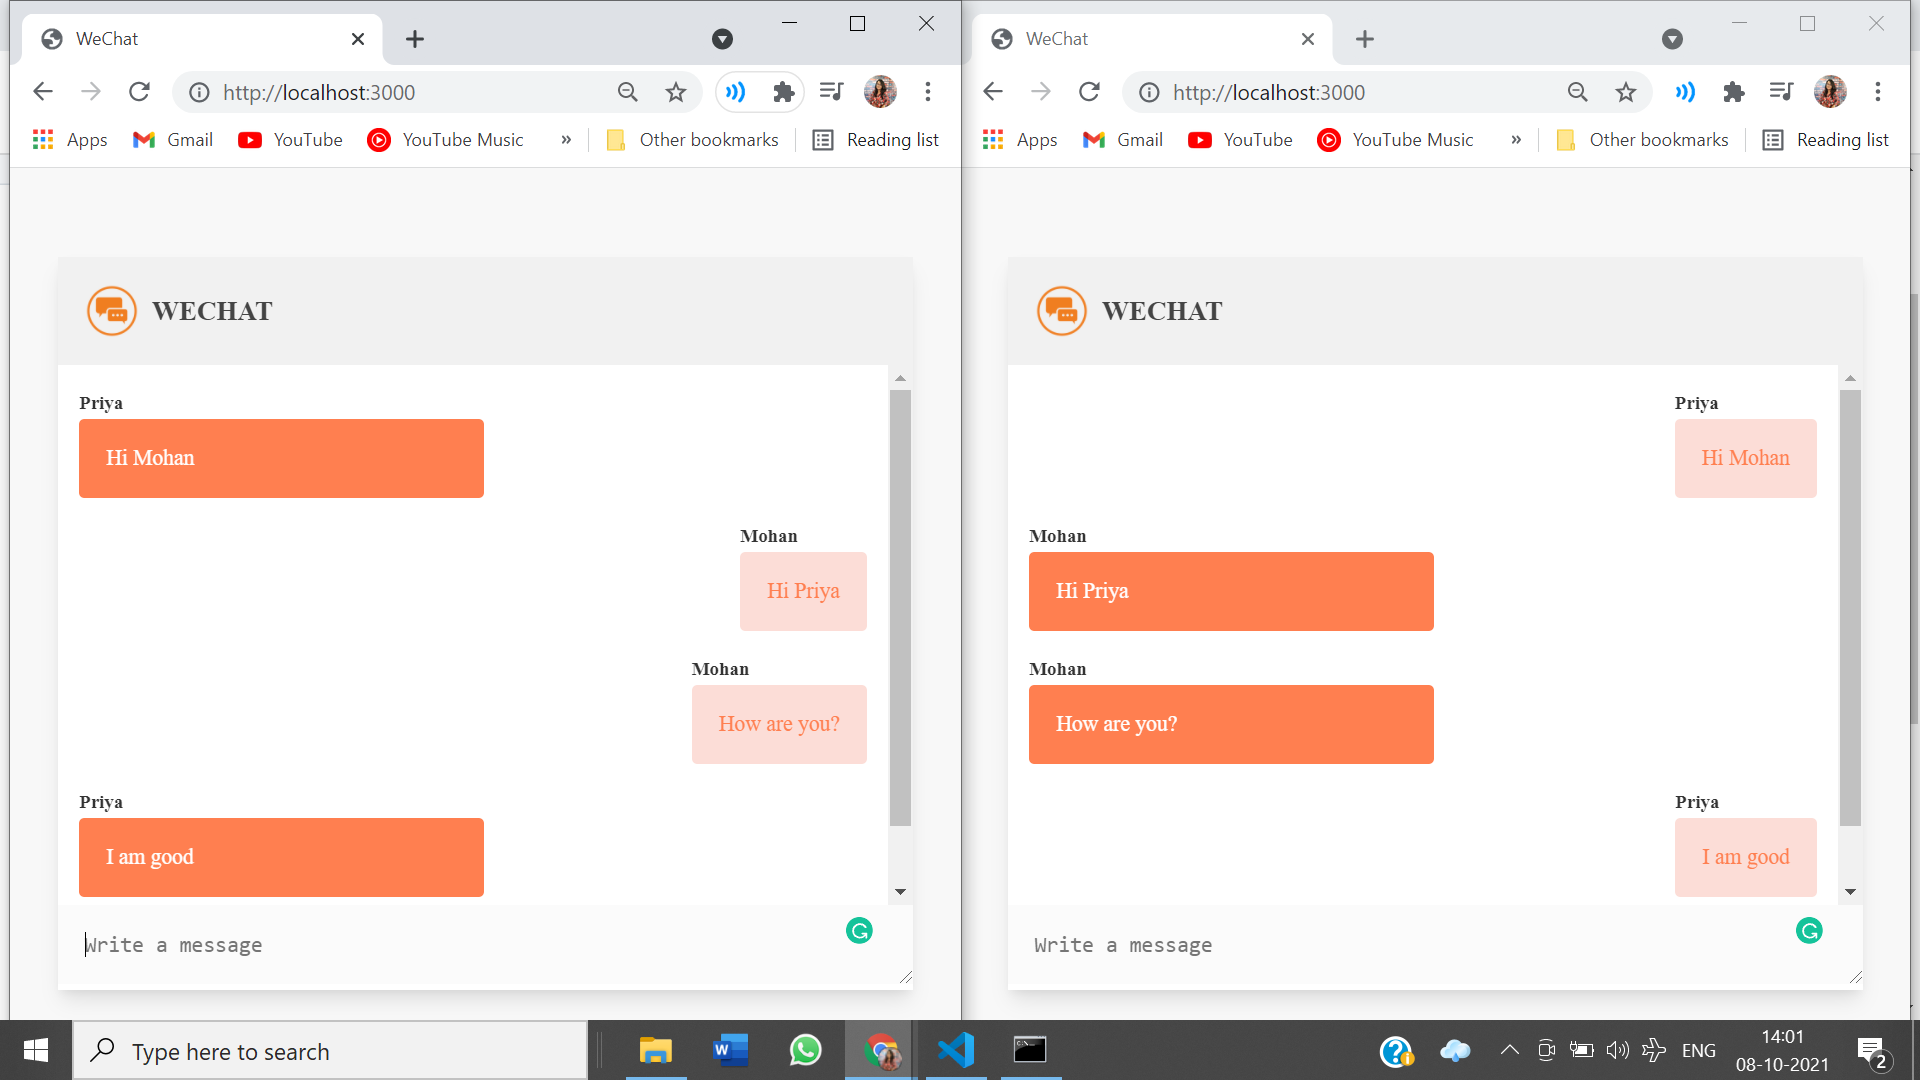 WeChat
http://localhost:3000
Apps Gmail YouTube YouTube Music » Other bookmarks Reading list
WECHAT
Priya
Hi Mohan
Mohan
Hi Priya
Mohan
How are you?
Priya
I am good
Write a message
WeChat
http://localhost:3000
Apps Gmail YouTube YouTube Music » Other bookmarks Reading list
WECHAT
Priya
Hi Mohan
Mohan
Hi Priya
Mohan
How are you?
Priya
I am good
Write a message
Type here to search
ENG
14:01
08-10-2021
2